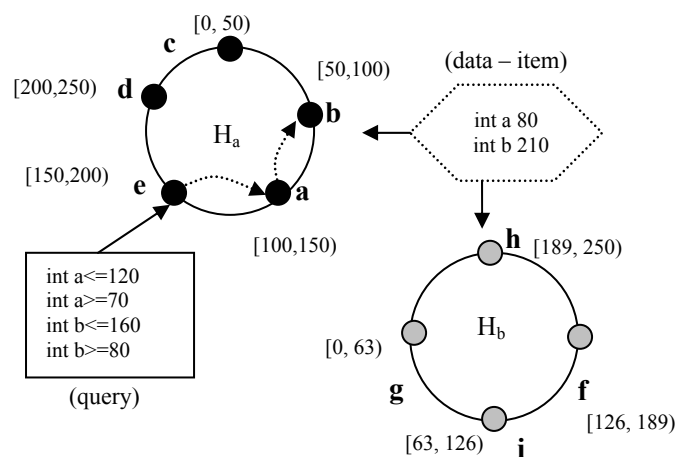 c
[0, 50)
[50,100)
(data – item)
[200,250)
d
b
int a 80
int b 210
Ha
[150,200)
e
a
[100,150)
h
[189, 250)
int a<=120
int a>=70
int b<=160
int b>=80
(query)
[0, 63)
Hb
g
f
[126, 189)
[63, 126)
i